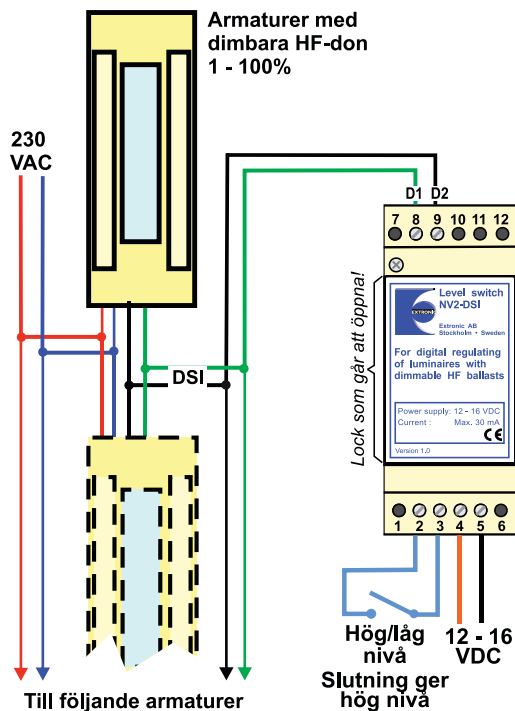 Armaturer med
dimbara HF-don
1 - 100%
230
VAC
D1 D2
7 8 9 10 11 12
Level switch
NV2-DSI
EXTRONIC
Extronic AB
Stockholm • Sweden
For digital regulating
of luminaires with
dimmable HF ballasts
Power supply: 12 - 16 VDC
Current : Max. 30 mA
CE
Version 1.0
Lock som går att öppna!
DSI
1 2 3 4 5 6
Hög/låg
nivå
Slutning ger
hög nivå
12 - 16
VDC
Till följande armaturer